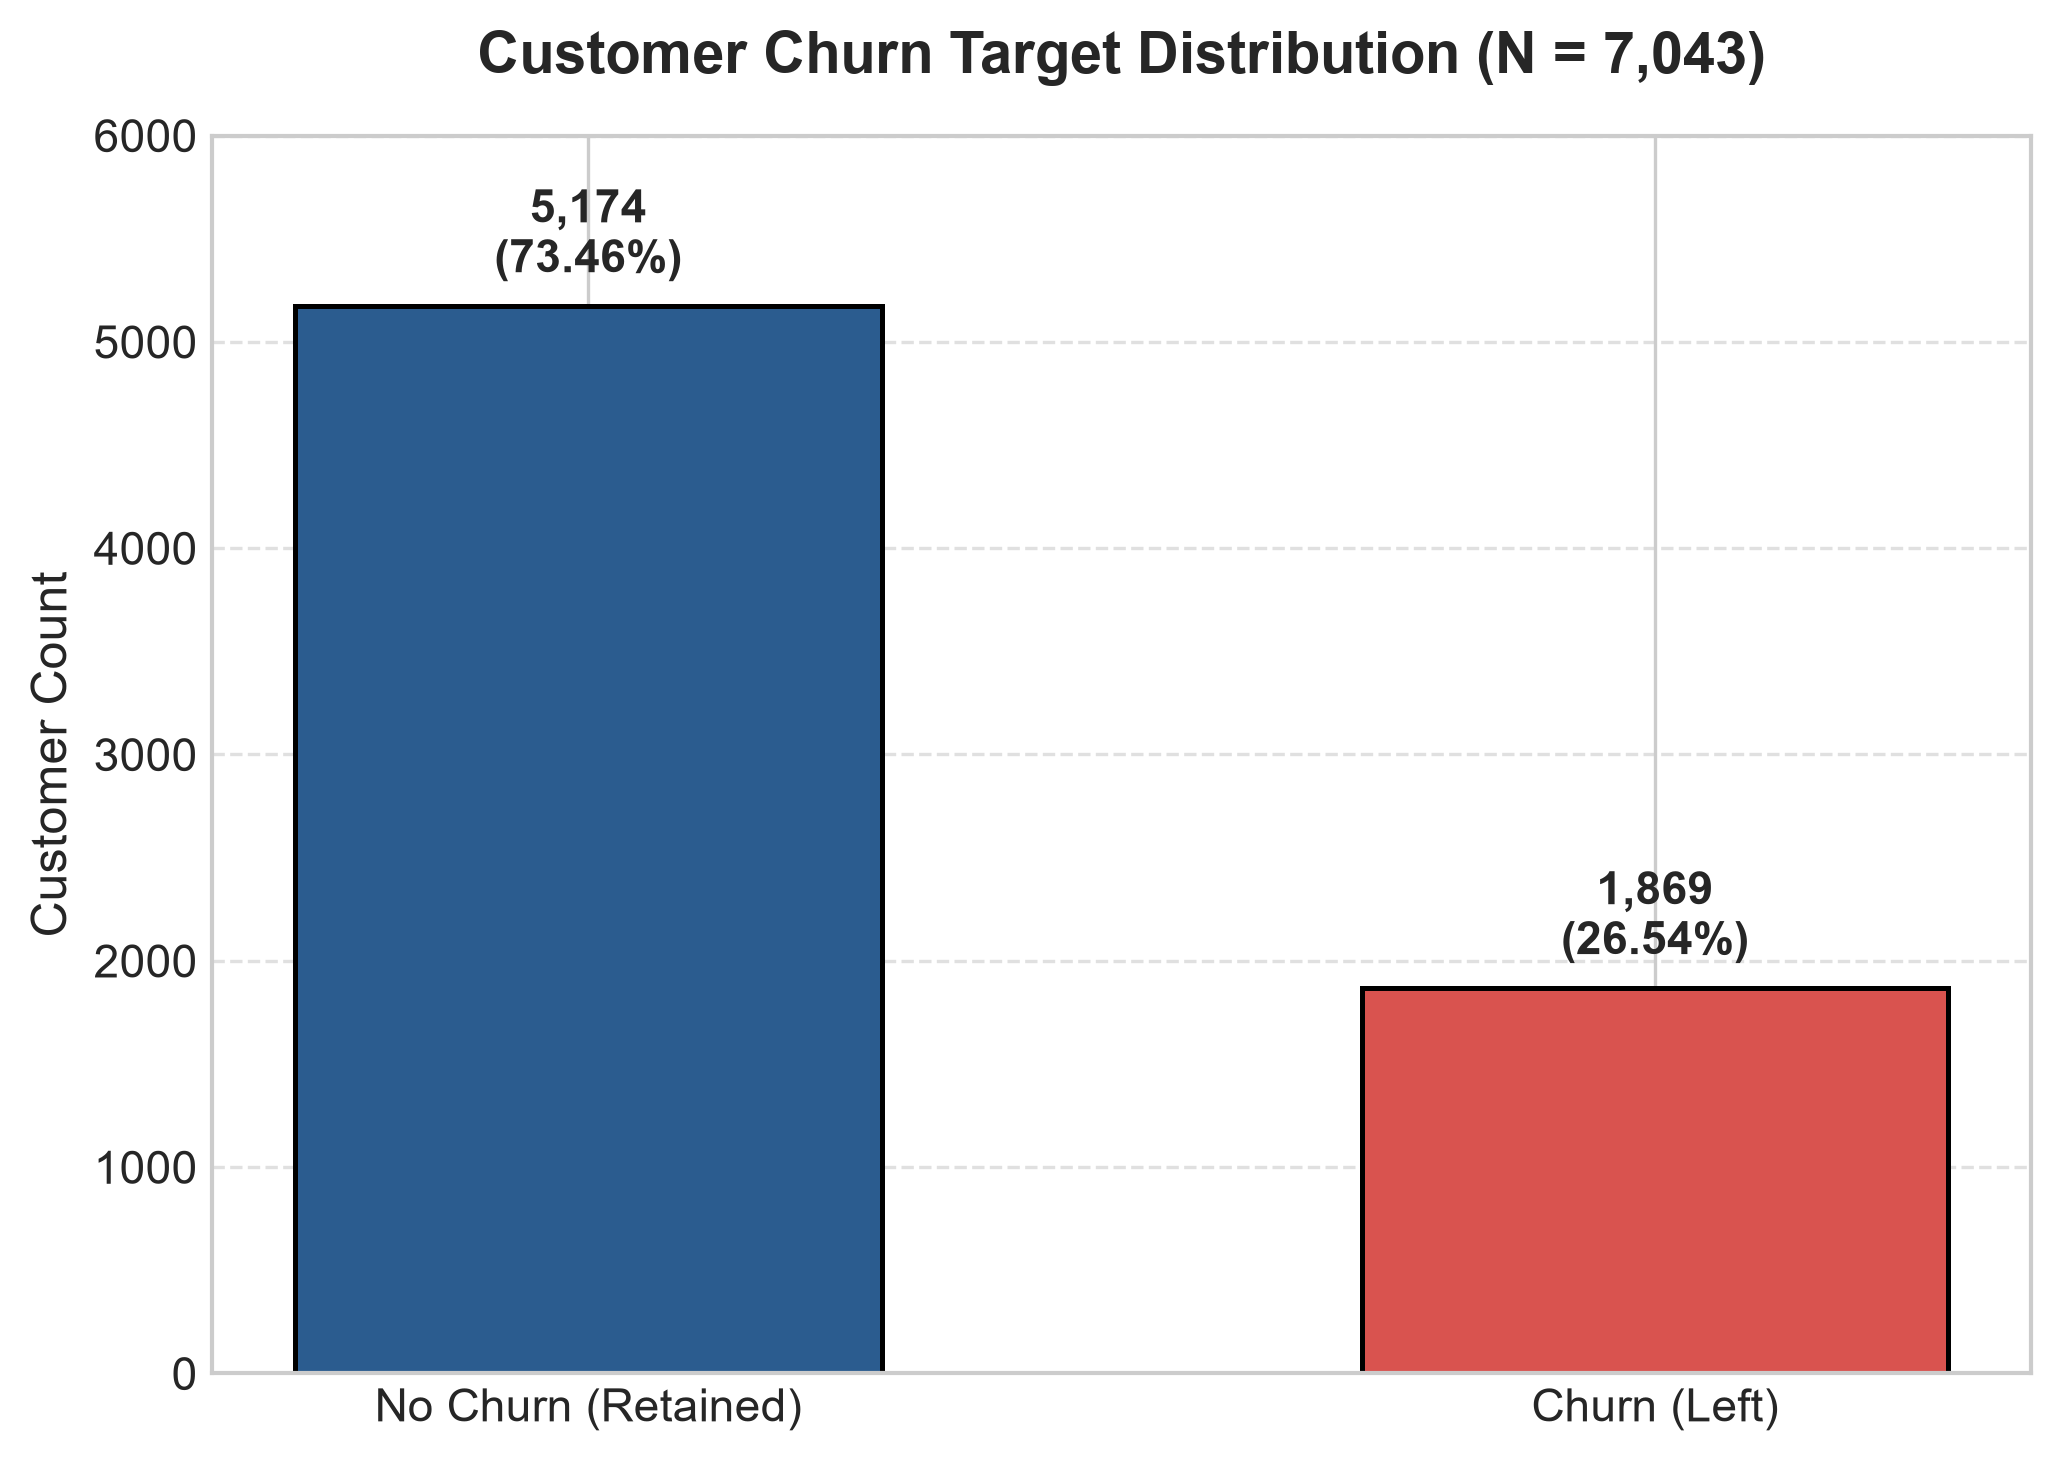 Customer Churn Target Distribution (N = 7,043)
6000
5000
4000
3000
2000
1000
0
Customer Count
5,174
(73.46%)
1,869
(26.54%)
No Churn (Retained)
Churn (Left)